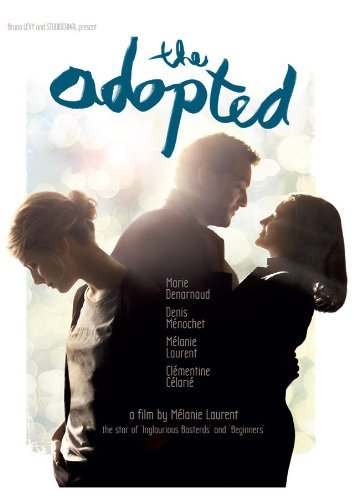 Bruno LEVY and STUDIOCANAL present
the
adopted
Marie
Denarnaud
Denis
Ménochet
Mélanie
Laurent
Clémentine
Célarié
a film by Mélanie Laurent
the star of 'Inglourious Basterds' and 'Beginners'